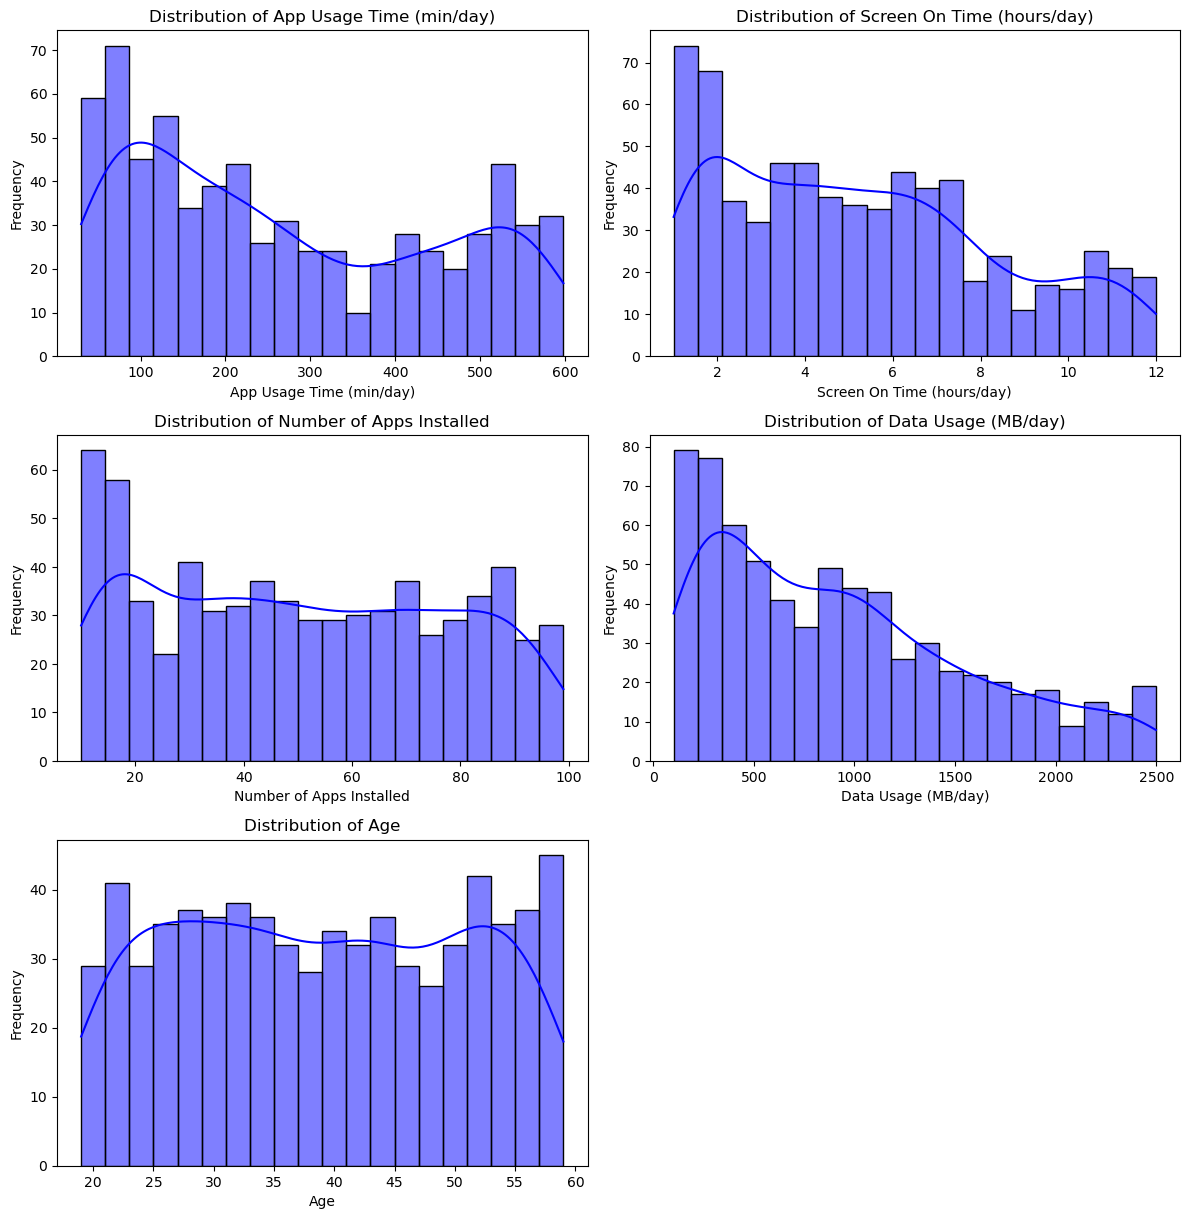 Distribution of App Usage Time (min/day)
Frequency
70
60
50
40
30
20
10
0
100 200 300 400 500 600
App Usage Time (min/day)
Distribution of Screen On Time (hours/day)
Frequency
70
60
50
40
30
20
10
0
2 4 6 8 10 12
Screen On Time (hours/day)
Distribution of Number of Apps Installed
Frequency
60
50
40
30
20
10
0
20 40 60 80 100
Number of Apps Installed
Distribution of Data Usage (MB/day)
Frequency
80
70
60
50
40
30
20
10
0
0 500 1000 1500 2000 2500
Data Usage (MB/day)
Distribution of Age
Frequency
40
30
20
10
0
20 25 30 35 40 45 50 55 60
Age